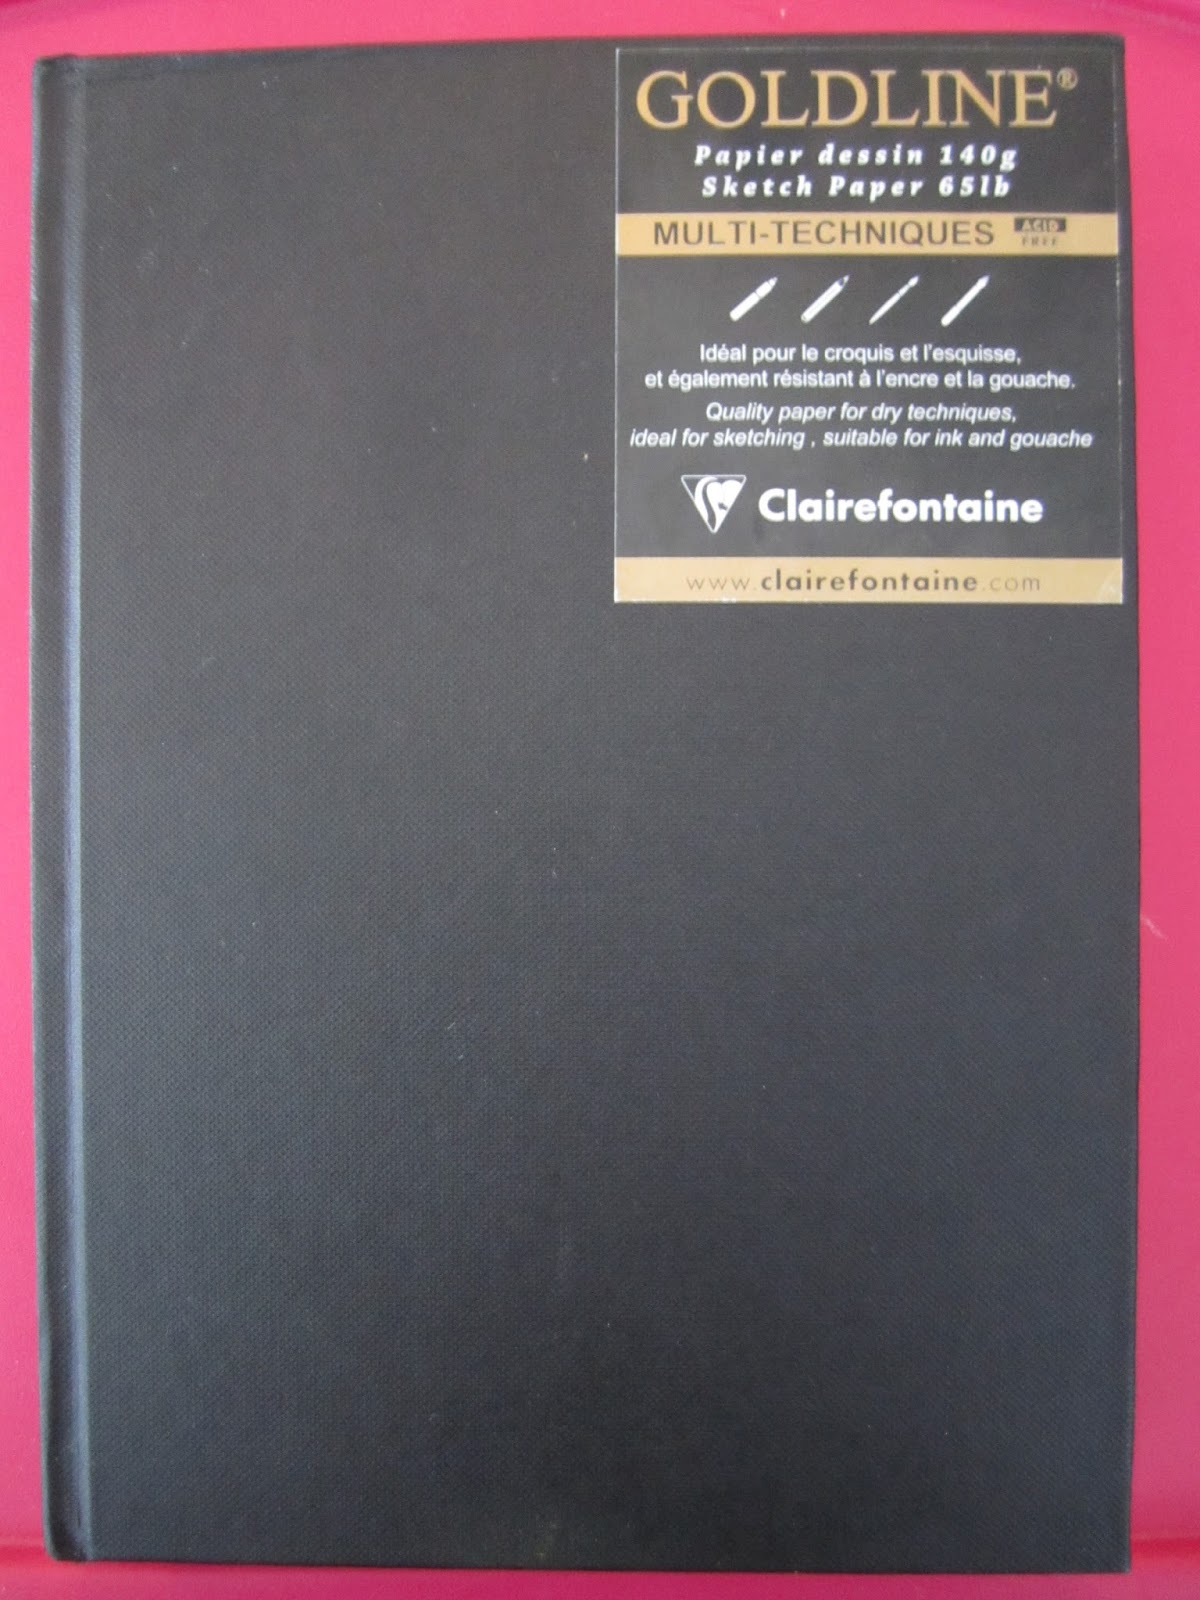 GOLDLINE®
Papier dessin 140g
Sketch Paper 65lb
MULTI-TECHNIQUES ACID FREE
Idéal pour le croquis et l'esquisse,
et également résistant à l'encre et la gouache.
Quality paper for dry techniques,
ideal for sketching , suitable for ink and gouache
Clairefontaine
www.clairefontaine.com